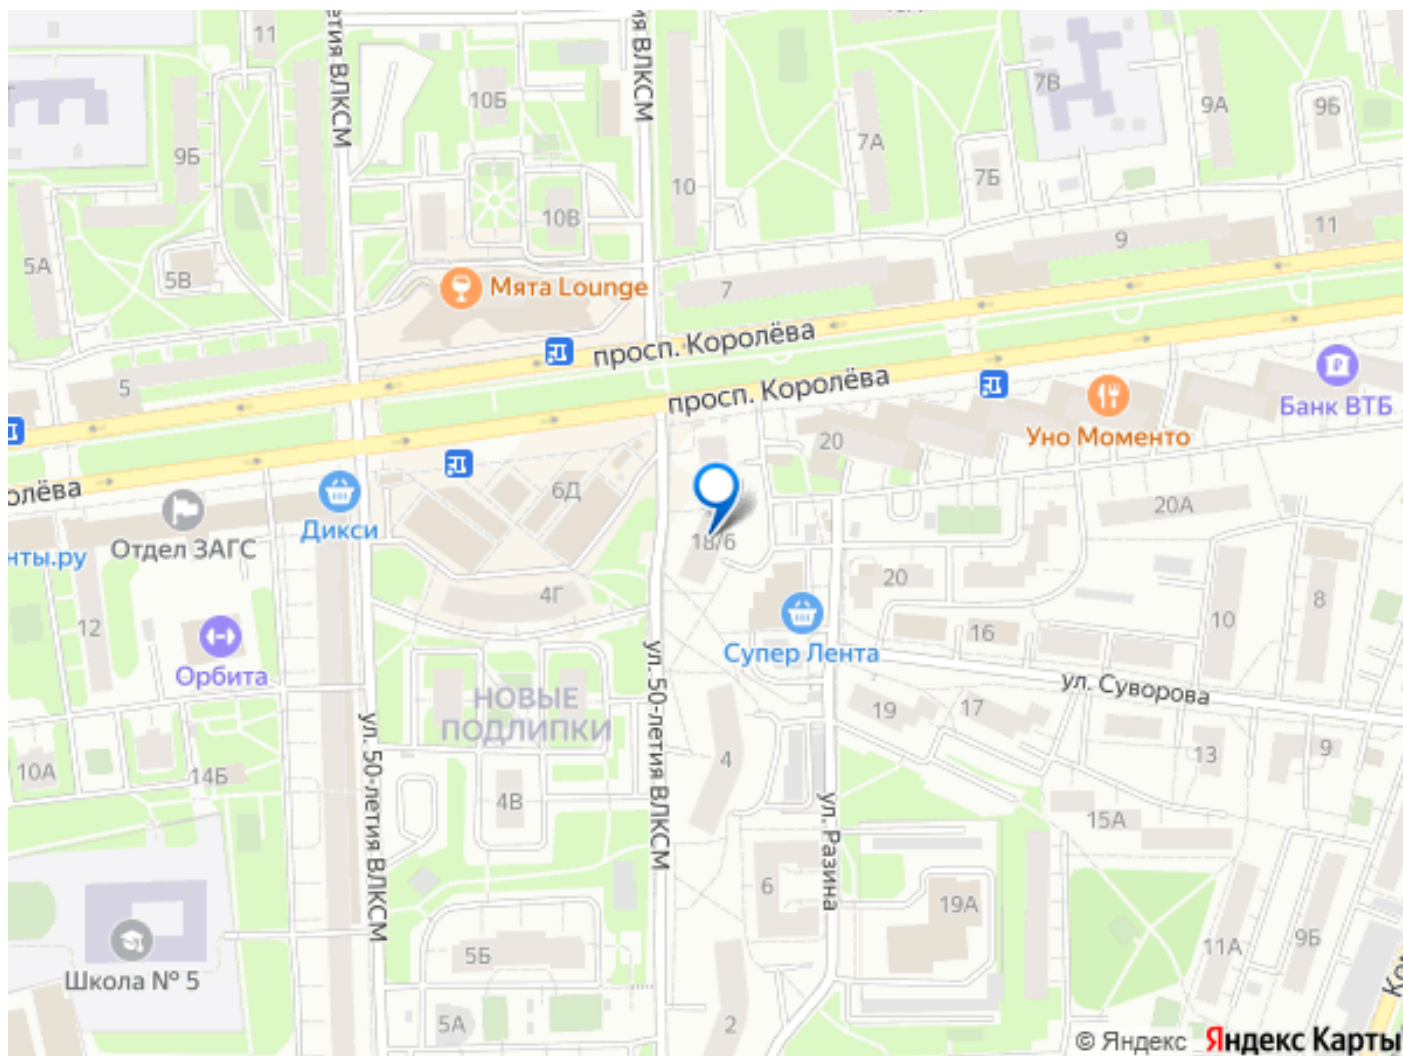 11
10Б
7В
9А
9Б
9Б
7А
7Б
10
10В
5А
5В
11
9
7
Мята Lounge
просп. Королёва
просп. Королёва
5
Банк ВТБ
Уно Моменто
20
6Д
20А
олёва
Дикси
Отдел ЗАГС
нты.ру
18/6
4Г
20
10
8
12
16
Орбита
Супер Лента
ул. Суворова
НОВЫЕ
ПОДЛИПКИ
19
17
13
9
4
10А
14Б
4В
15А
ул. 50-летия ВЛКСМ
ул. 50-летия ВЛКСМ
летия ВЛКСМ
ия ВЛКСМ
ул. Разина
6
19А
11А
9Б
5Б
Школа № 5
5А
2
Ком
© Яндекс Яндекс Карты